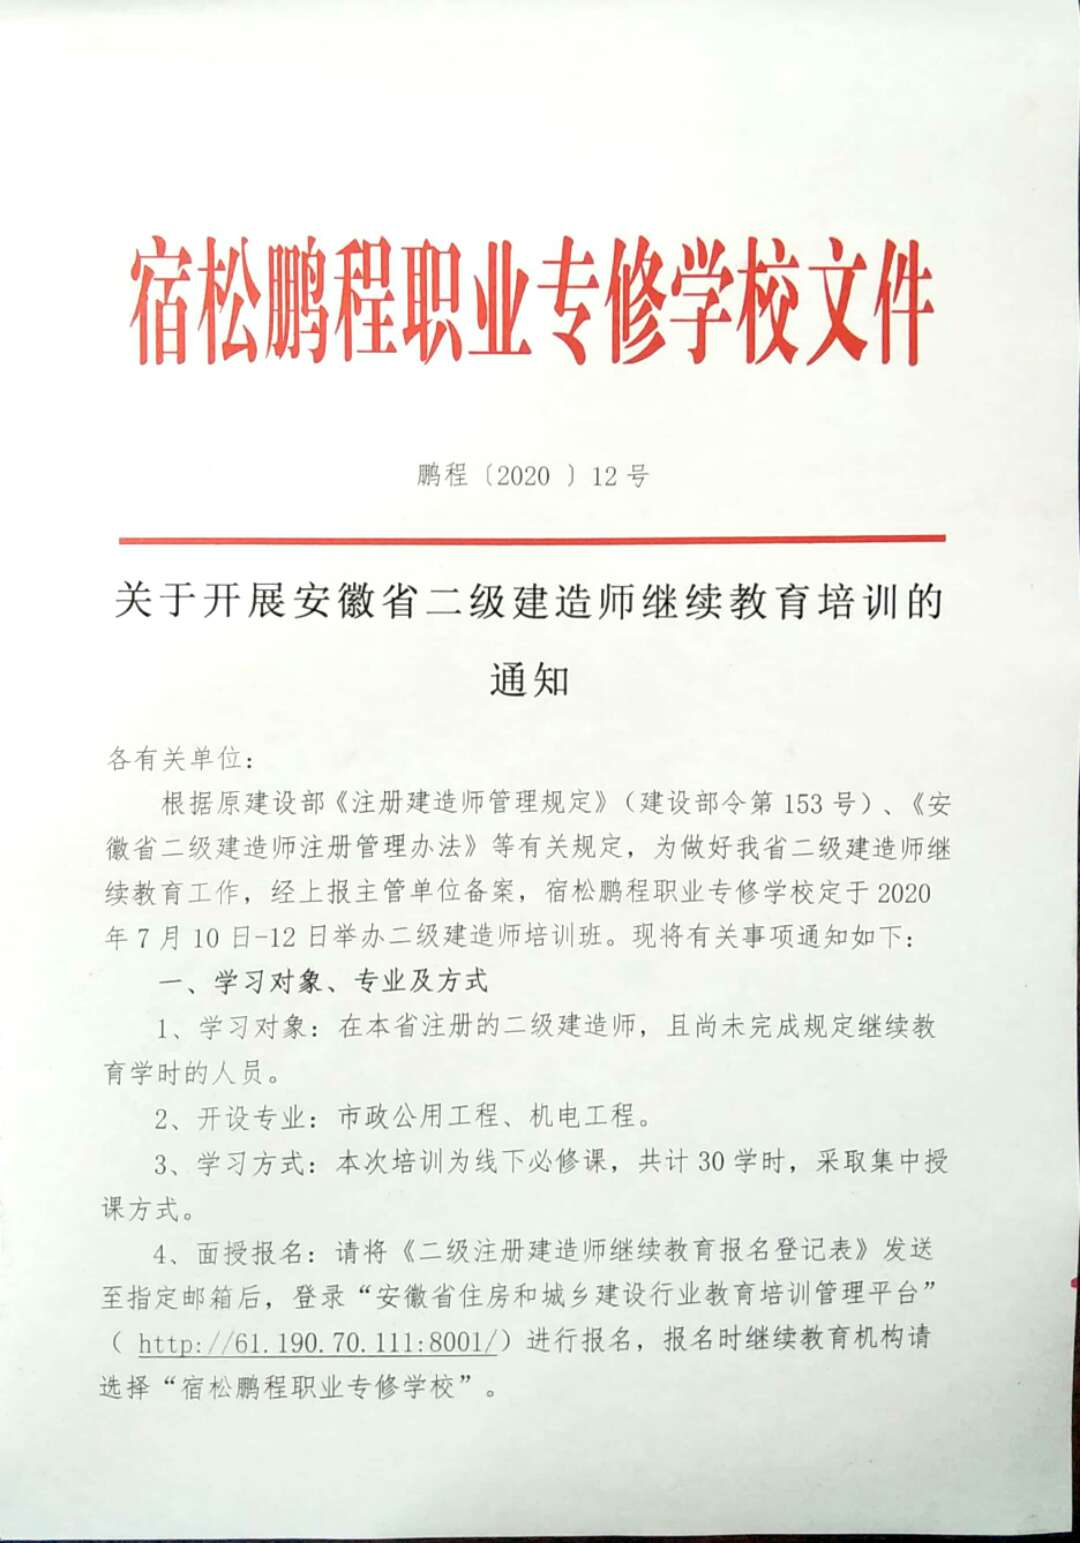 宿松鹏程职业专修学校文件
鹏程〔2020 〕12 号
关于开展安徽省二级建造师继续教育培训的
通知
各有关单位：
根据原建设部《注册建造师管理规定》（建设部令第 153 号）、《安
徽省二级建造师注册管理办法》等有关规定，为做好我省二级建造师继
续教育工作，经上报主管单位备案，宿松鹏程职业专修学校定于 2020
年 7 月 10 日-12 日举办二级建造师培训班。现将有关事项通知如下：
一、学习对象、专业及方式
1、学习对象：在本省注册的二级建造师，且尚未完成规定继续教
育学时的人员。
2、开设专业：市政公用工程、机电工程。
3、学习方式：本次培训为线下必修课，共计 30 学时，采取集中授
课方式。
4、面授报名：请将《二级注册建造师继续教育报名登记表》发送
至指定邮箱后，登录“安徽省住房和城乡建设行业教育培训管理平台”
（ http://61.190.70.111:8001/）进行报名，报名时继续教育机构请
选择“宿松鹏程职业专修学校”。